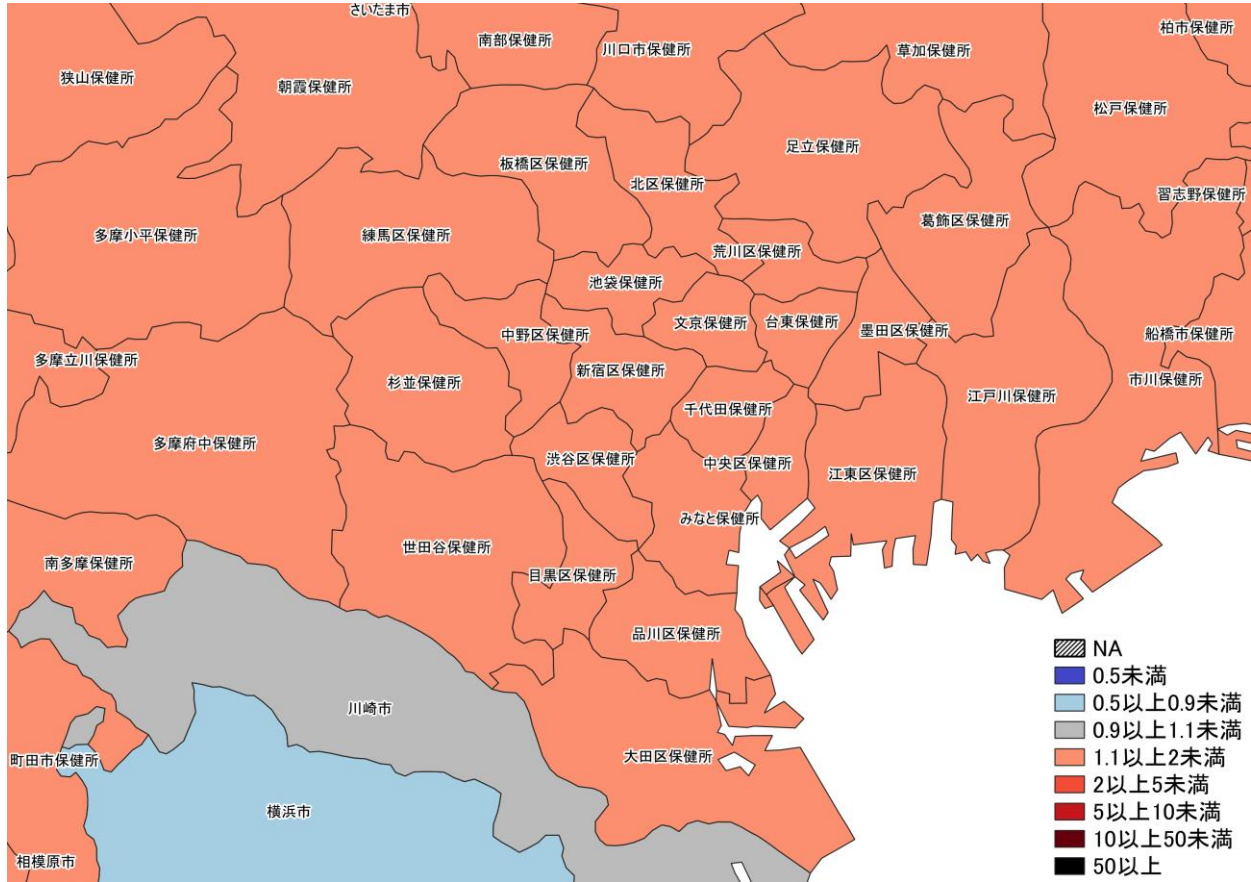 さいたま市
南部保健所
川口市保健所
草加保健所
柏市保健所
狭山保健所
朝霞保健所
松戸保健所
足立保健所
板橋区保健所
北区保健所
習志野保健所
葛飾区保健所
多摩小平保健所
練馬区保健所
荒川区保健所
池袋保健所
文京保健所
台東保健所
墨田区保健所
中野区保健所
船橋市保健所
多摩立川保健所
杉並保健所
新宿区保健所
市川保健所
千代田保健所
江戸川保健所
多摩府中保健所
渋谷区保健所
中央区保健所
江東区保健所
みなと保健所
世田谷保健所
南多摩保健所
目黒区保健所
品川区保健所
川崎市
大田区保健所
町田市保健所
横浜市
相模原市
NA
0.5未満
0.5以上0.9未満
0.9以上1.1未満
1.1以上2未満
2以上5未満
5以上10未満
10以上50未満
50以上